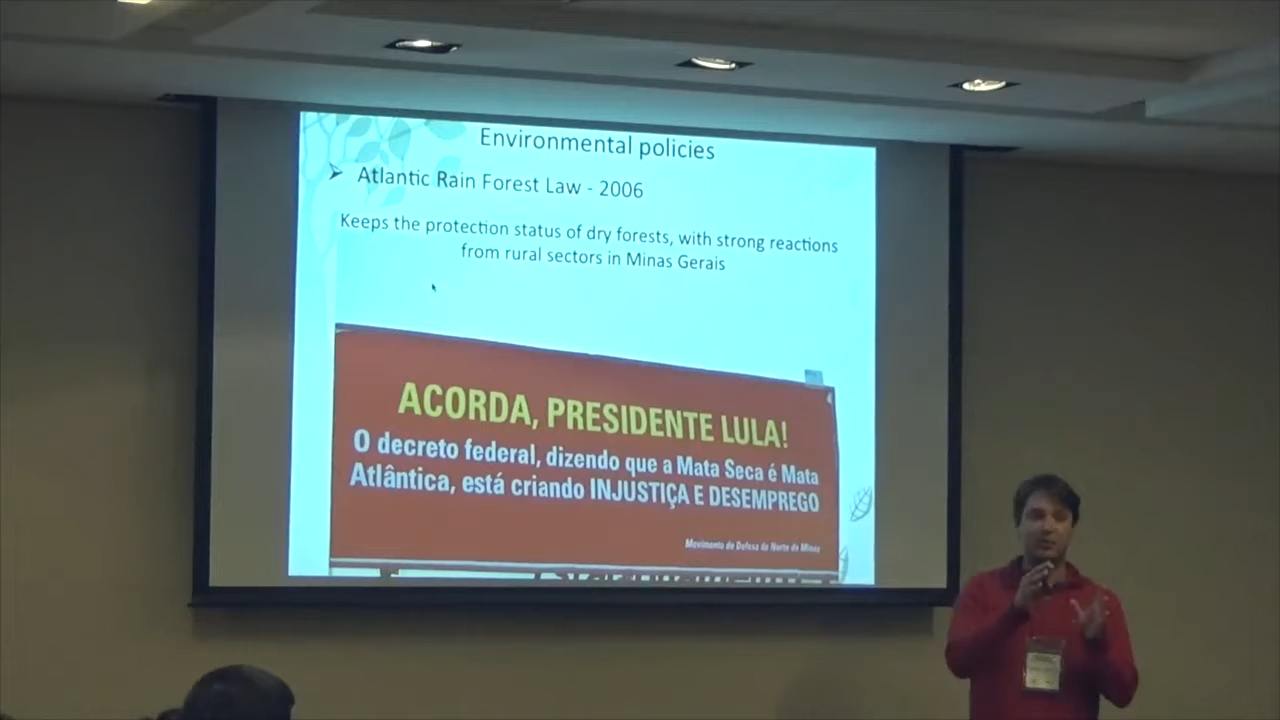 Environmental policies
Atlantic Rain Forest Law - 2006
Keeps the protection status of dry forests, with strong reactions
from rural sectors in Minas Gerais
ACORDA, PRESIDENTE LULA!
O decreto federal, dizendo que a Mata Seca é Mata
Atlântica, está criando INJUSTIÇA E DESEMPREGO
Movimento de Defesa do Norte de Minas